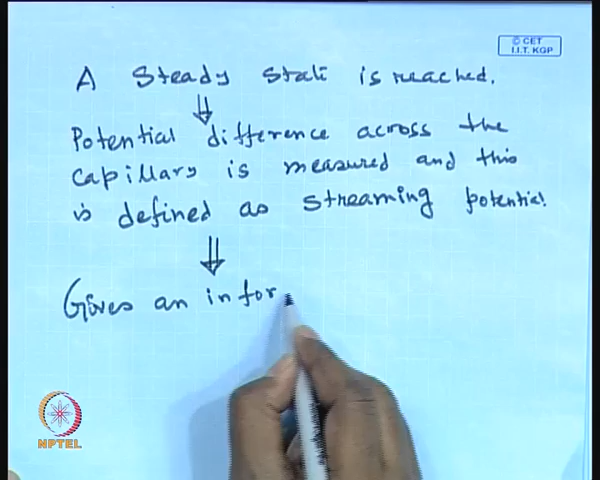 © CET
I.I.T. KGP
A steady state is reached.
⇓
Potential difference across the
capillary is measured and this
is defined as streaming potential.
⇓
Gives an infor
NPTEL